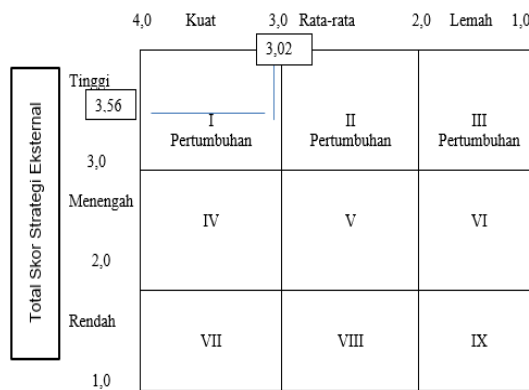 4,0 Kuat 3,0 Rata-rata 2,0 Lemah 1,0
3,02
Tinggi
3,56
I
Pertumbuhan
II
Pertumbuhan
III
Pertumbuhan
3,0
Menengah
IV
V
VI
2,0
Rendah
VII
VIII
IX
1,0
Total Skor Strategi Eksternal